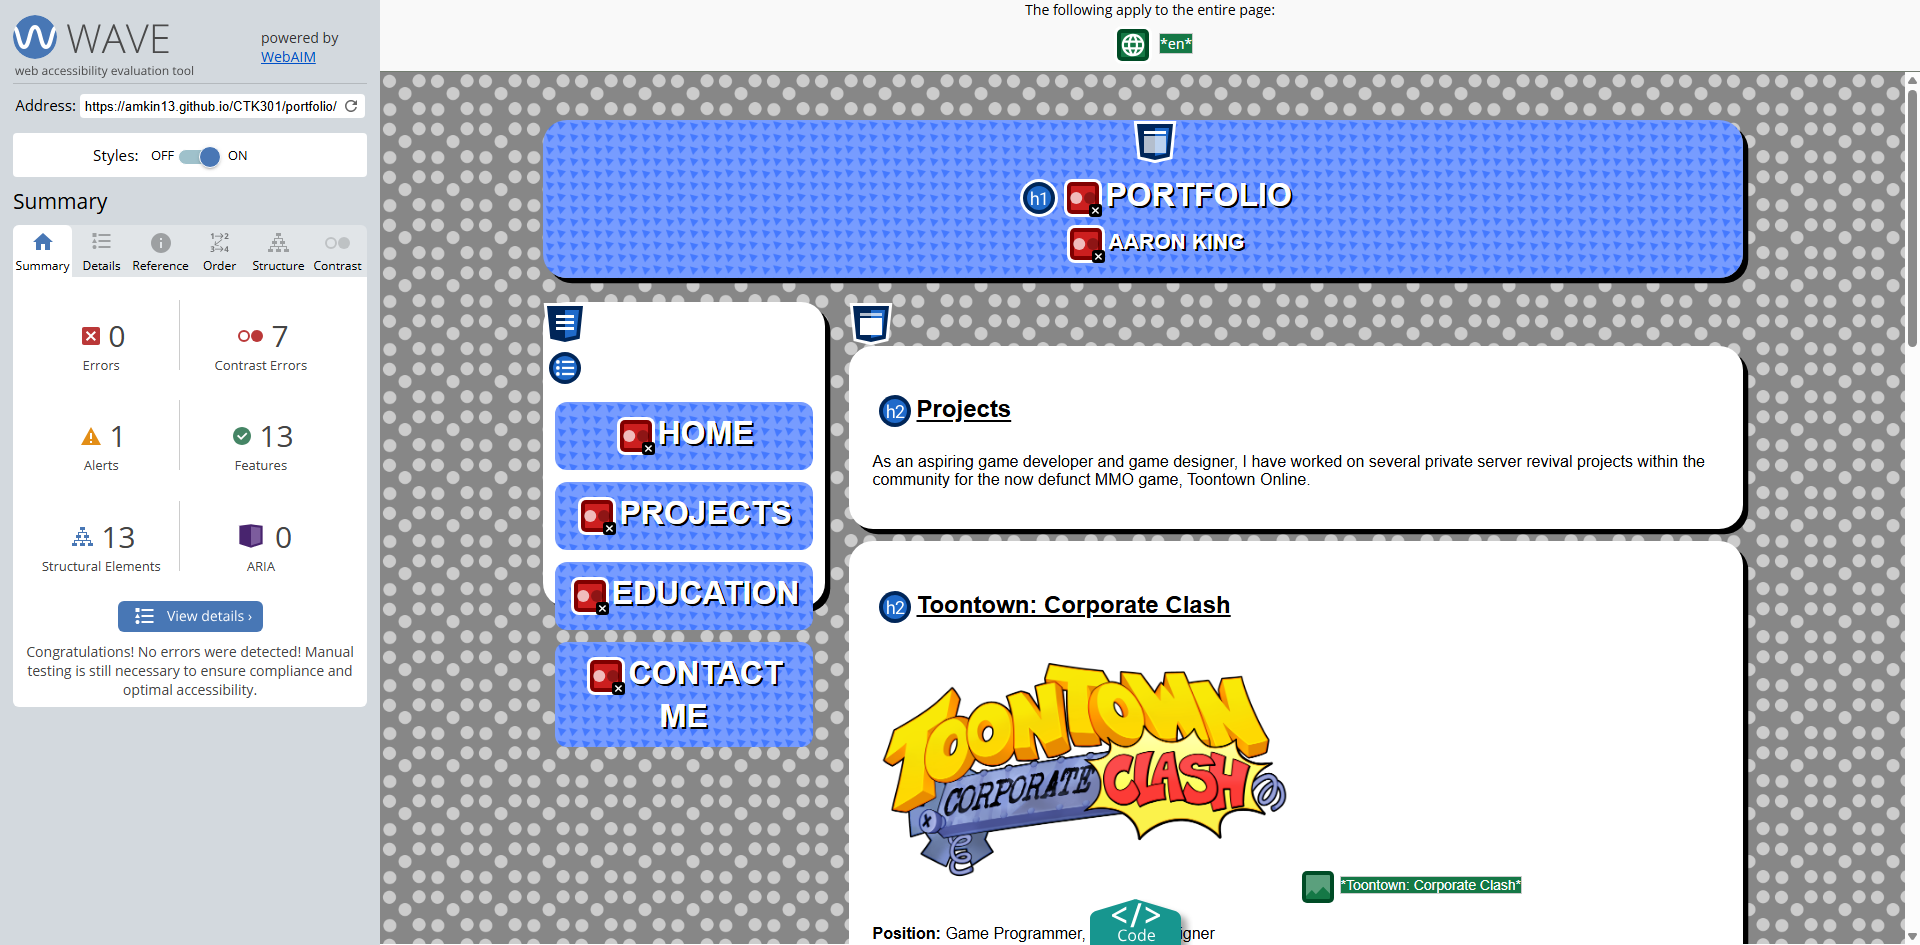 WAVE
powered by
WebAIM
web accessibility evaluation tool
Address: https://amkin13.github.io/CTK301/portfolio/
Styles: OFF ON
Summary
Summary Details Reference Order Structure Contrast
0
Errors
7
Contrast Errors
1
Alerts
13
Features
13
Structural Elements
0
ARIA
View details ›
Congratulations! No errors were detected! Manual
testing is still necessary to ensure compliance and
optimal accessibility.
The following apply to the entire page:
*en*
h1 PORTFOLIO
AARON KING
HOME
PROJECTS
EDUCATION
CONTACT
ME
h2 Projects
As an aspiring game developer and game designer, I have worked on several private server revival projects within the
community for the now defunct MMO game, Toontown Online.
h2 Toontown: Corporate Clash
TOONTOWN
CORPORATE
CLASH
*Toontown: Corporate Clash*
Position: Game Programmer,
</>
Code